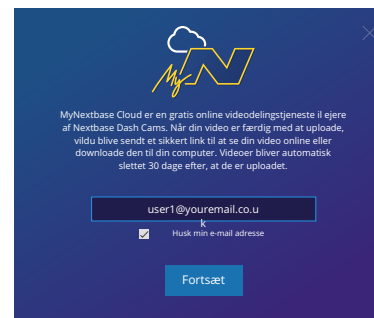 My N
MyNextbase Cloud er en gratis online videodelingstjeneste il ejere
af Nextbase Dash Cams. Når din video er færdig med at uploade,
vildu blive sendt et sikkert link til at se din video online eller
downloade den til din computer. Videoer bliver automatisk
slettet 30 dage efter, at de er uploadet.
user1@youremail.co.u
k
Husk min e-mail adresse
Fortsæt